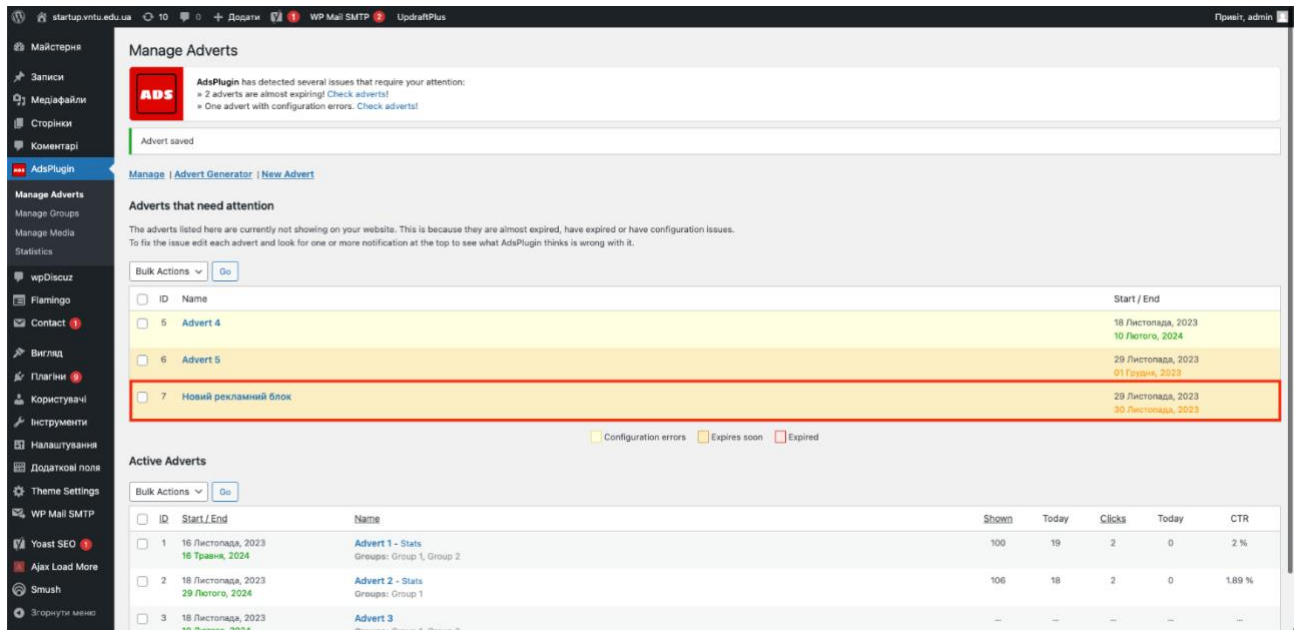 startup.vntu.edu.ua 10 0 + Додати 1 WP Mail SMTP 2 UpdraftPlus Привіт, admin
Майстерня
Записи
Медіафайли
Сторінки
Коментарі
AdsPlugin
Manage Adverts
Manage Groups
Manage Media
Statistics
wpDiscuz
Flamingo
Contact 1
Вигляд
Плагіни 9
Користувачі
Інструменти
Налаштування
Додаткові поля
Theme Settings
WP Mail SMTP
Yoast SEO 1
Ajax Load More
Smush
Згорнути меню
Manage Adverts
ADS
AdsPlugin has detected several issues that require your attention:
» 2 adverts are almost expiring! Check adverts!
» One advert with configuration errors. Check adverts!
Advert saved
Manage | Advert Generator | New Advert
Adverts that need attention
The adverts listed here are currently not showing on your website. This is because they are almost expired, have expired or have configuration issues.
To fix the issue edit each advert and look for one or more notification at the top to see what AdsPlugin thinks is wrong with it.
Bulk Actions Go
ID Name Start / End
5 Advert 4 18 Листопада, 2023
10 Лютого, 2024
6 Advert 5 29 Листопада, 2023
01 Грудня, 2023
7 Новий рекламний блок 29 Листопада, 2023
30 Листопада, 2023
Configuration errors Expires soon Expired
Active Adverts
Bulk Actions Go
ID Start / End Name Shown Today Clicks Today CTR
1 16 Листопада, 2023 Advert 1 - Stats 100 19 2 0 2 %
16 Травня, 2024 Groups: Group 1, Group 2
2 18 Листопада, 2023 Advert 2 - Stats 106 18 2 0 1.89 %
29 Лютого, 2024 Groups: Group 1
3 18 Листопада, 2023 Advert 3 -- -- -- -- --